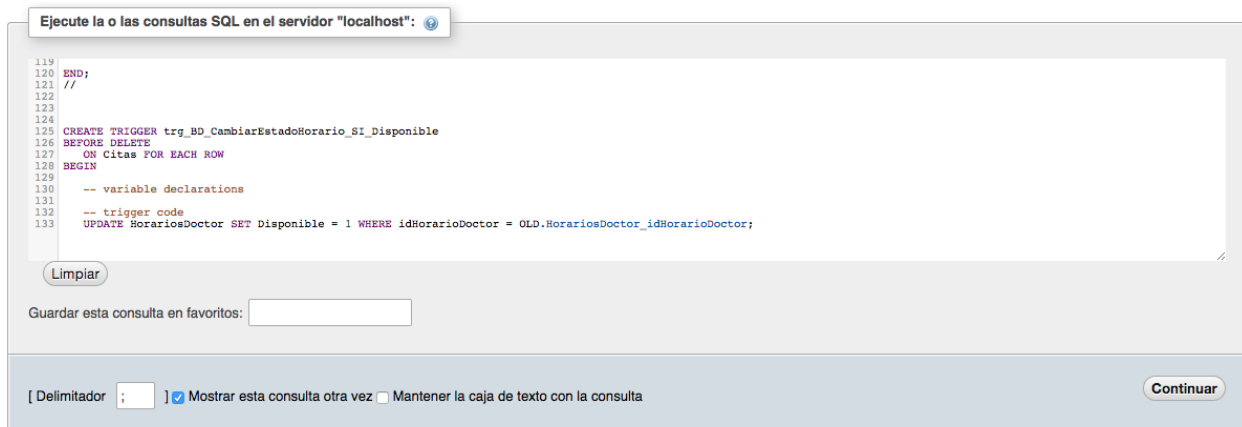 Ejecute la o las consultas SQL en el servidor "localhost":
119
120 END;
121 //
122
123
124
125 CREATE TRIGGER trg_BD_CambiarEstadoHorario_SI_Disponible
126 BEFORE DELETE
127 ON Citas FOR EACH ROW
128 BEGIN
129
130 -- variable declarations
131
132 -- trigger code
133 UPDATE HorariosDoctor SET Disponible = 1 WHERE idHorarioDoctor = OLD.HorariosDoctor_idHorarioDoctor;
Limpiar
Guardar esta consulta en favoritos:
[ Delimitador ; ] Mostrar esta consulta otra vez Mantener la caja de texto con la consulta
Continuar